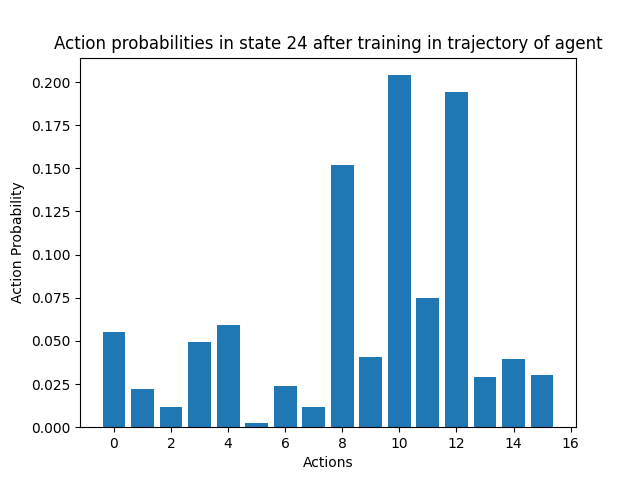 Action probabilities in state 24 after training in trajectory of agent
0.200
0.175
0.150
0.125
0.100
0.075
0.050
0.025
0.000
Action Probability
0 2 4 6 8 10 12 14 16
Actions